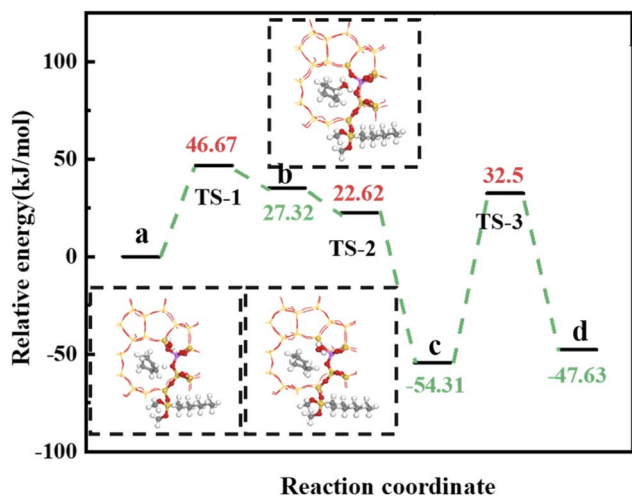 100
50
0
-50
-100
Relative energy(kJ/mol)
a
46.67
TS-1
b
27.32
22.62
TS-2
c
-54.31
32.5
TS-3
d
-47.63
Reaction coordinate